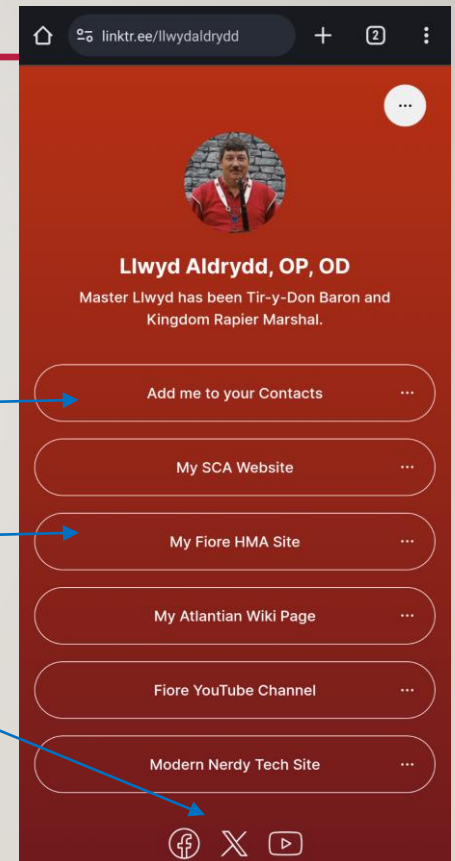 linktr.ee/llwydaldrydd
2
Llwyd Aldrydd, OP, OD
Master Llwyd has been Tir-y-Don Baron and
Kingdom Rapier Marshal.
Add me to your Contacts
My SCA Website
My Fiore HMA Site
My Atlantian Wiki Page
Fiore YouTube Channel
Modern Nerdy Tech Site